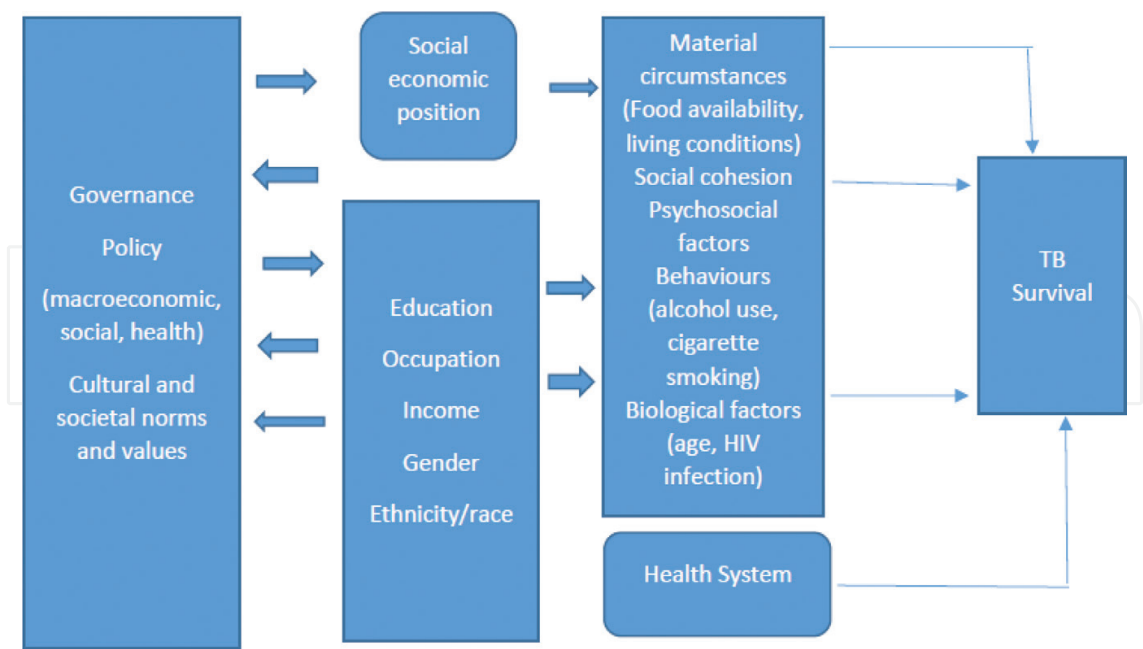 Governance
Policy
(macroeconomic,
social, health)
Cultural and
societal norms
and values
Social
economic
position
Education
Occupation
Income
Gender
Ethnicity/race
Material
circumstances
(Food availability,
living conditions)
Social cohesion
Psychosocial
factors
Behaviours
(alcohol use,
cigarette
smoking)
Biological factors
(age, HIV
infection)
Health System
TB
Survival